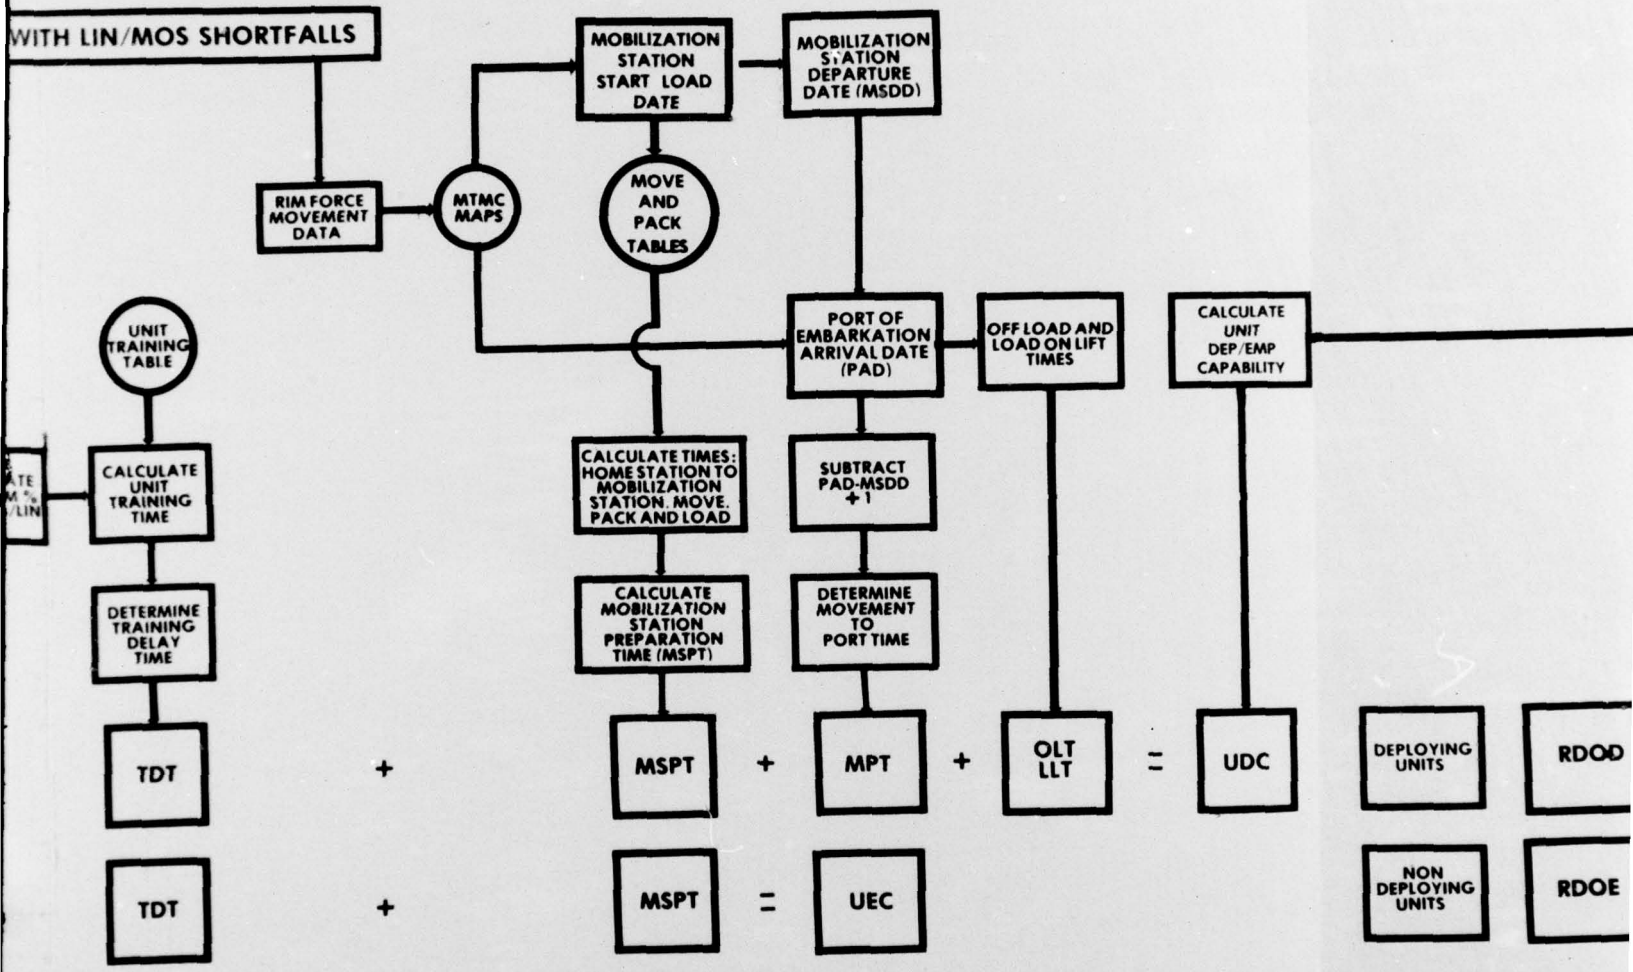 WITH LIN/MOS SHORTFALLS
MOBILIZATION
STATION
START LOAD
DATE
MOBILIZATION
STATION
DEPARTURE
DATE (MSDD)
RIM FORCE
MOVEMENT
DATA
MTMC
MAPS
MOVE
AND
PACK
TABLES
UNIT
TRAINING
TABLE
PORT OF
EMBARKATION
ARRIVAL DATE
(PAD)
OFF LOAD AND
LOAD ON LIFT
TIMES
CALCULATE
UNIT
DEP/EMP
CAPABILITY
ATE
M %
/LIN
CALCULATE
UNIT
TRAINING
TIME
CALCULATE TIMES:
HOME STATION TO
MOBILIZATION
STATION. MOVE.
PACK AND LOAD
SUBTRACT
PAD-MSDD
+ 1
DETERMINE
TRAINING
DELAY
TIME
CALCULATE
MOBILIZATION
STATION
PREPARATION
TIME (MSPT)
DETERMINE
MOVEMENT
TO
PORT TIME
TDT
+
MSPT
+
MPT
+
OLT
LLT
=
UDC
DEPLOYING
UNITS
RDOD
TDT
+
MSPT
=
UEC
NON
DEPLOYING
UNITS
RDOE